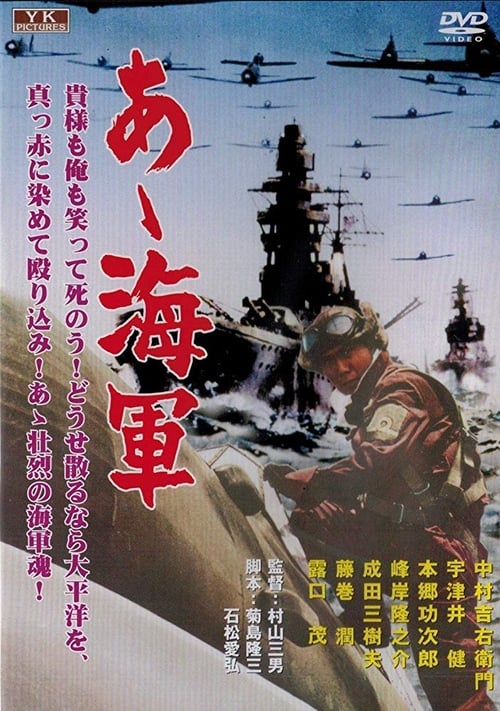 YK
PICTURES
DVD
VIDEO
あゝ海軍
貴様も俺も笑って死のう!どうせ散るなら太平洋を、
真っ赤に染めて殴り込み!あゝ壮烈の海軍魂!
中村吉右衛門
宇津井 健
本郷功次郎
峰岸隆之介
成田三樹夫
藤巻 潤
露口 茂
監督:村山三男
脚本:菊島隆三
石松愛弘